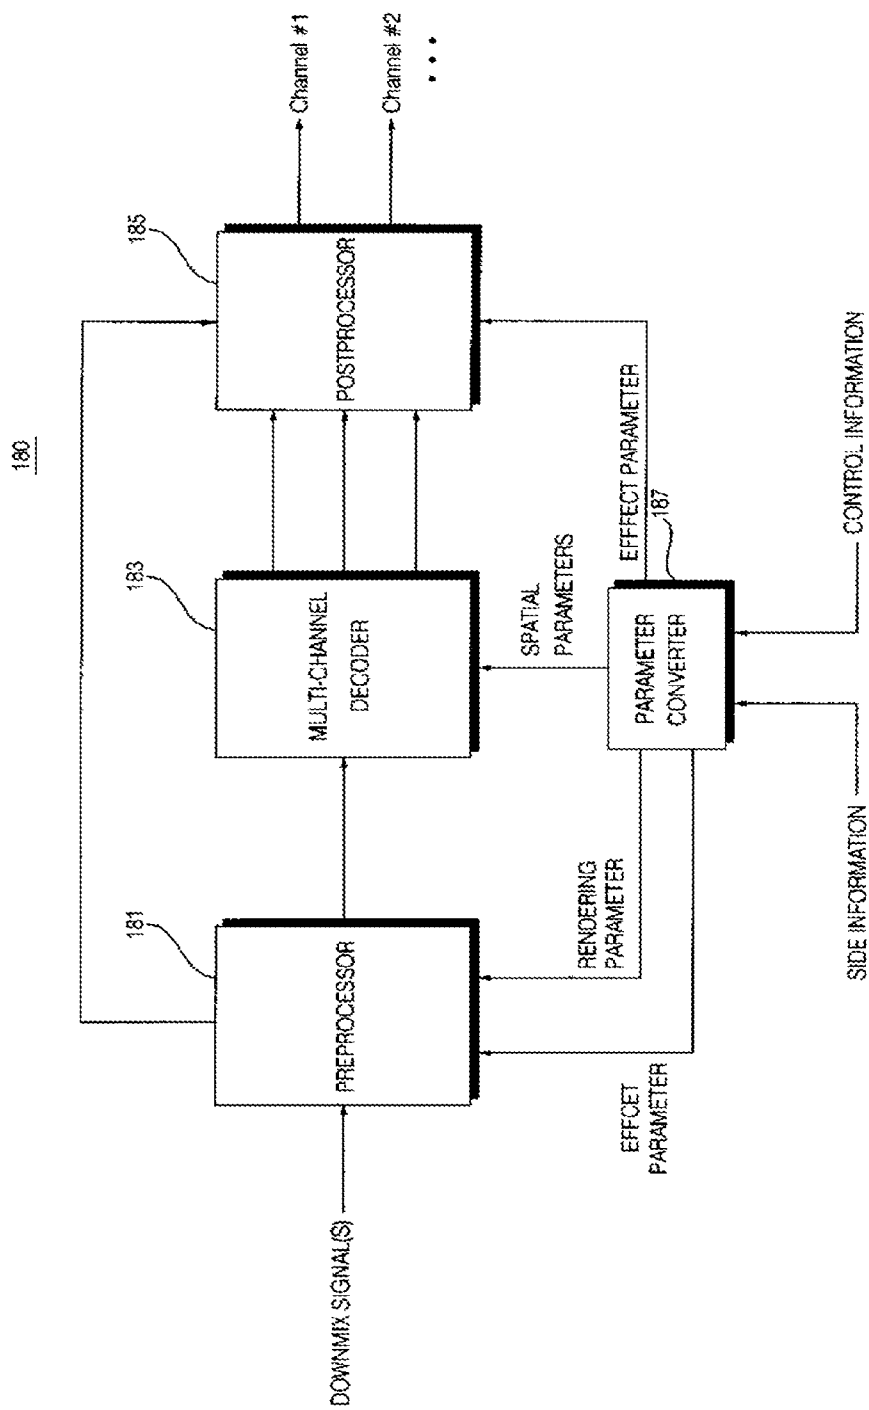 180
181
183
185
DOWNMIX SIGNAL(S)
PREPROCESSOR
MULTI-CHANNEL
DECODER
POSTPROCESSOR
Channel #1
Channel #2
...
EFFCET
PARAMETER
RENDERING
PARAMETER
SPATIAL
PARAMETERS
EFFFECT PARAMETER
187
PARAMETER
CONVERTER
SIDE INFORMATION
CONTROL INFORMATION